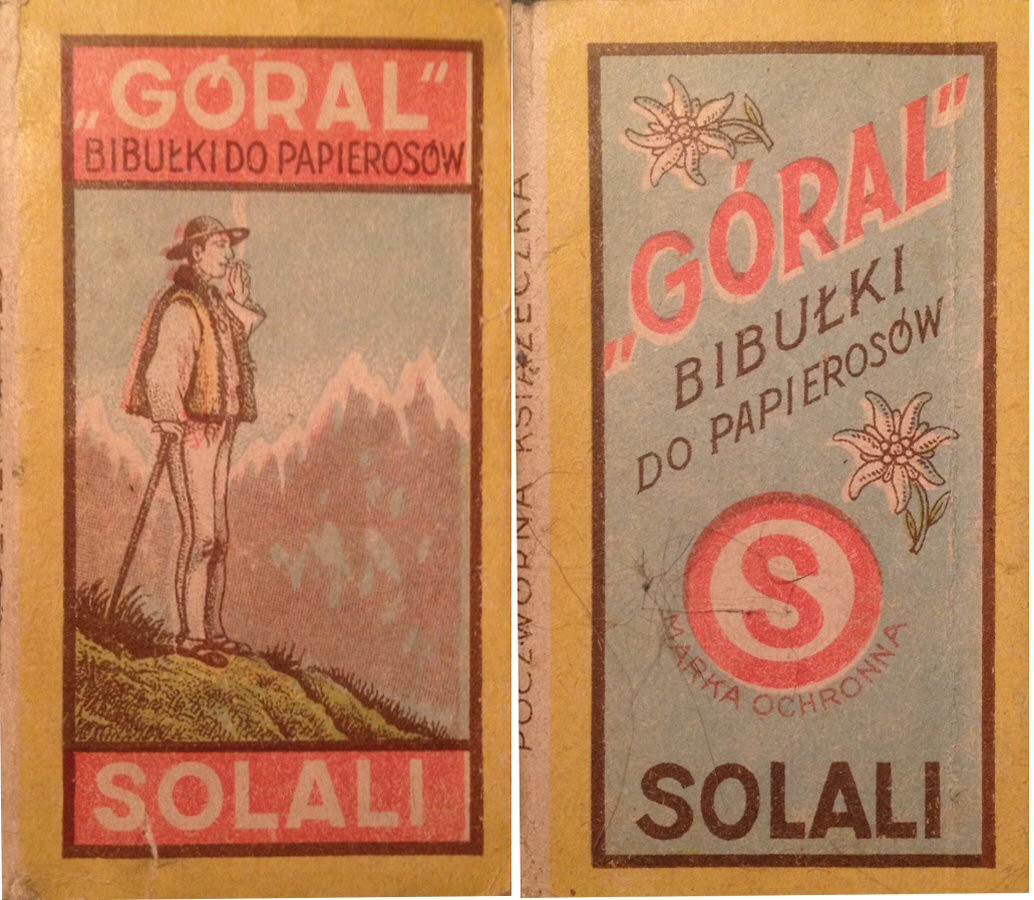 „GÓRAL"
BIBUŁKI DO PAPIEROSÓW
SOLALI
POCZWÓRNA KSIĄŻECZKA
„GÓRAL"
BIBUŁKI
DO PAPIEROSÓW
S
MARKA OCHRONNA
SOLALI